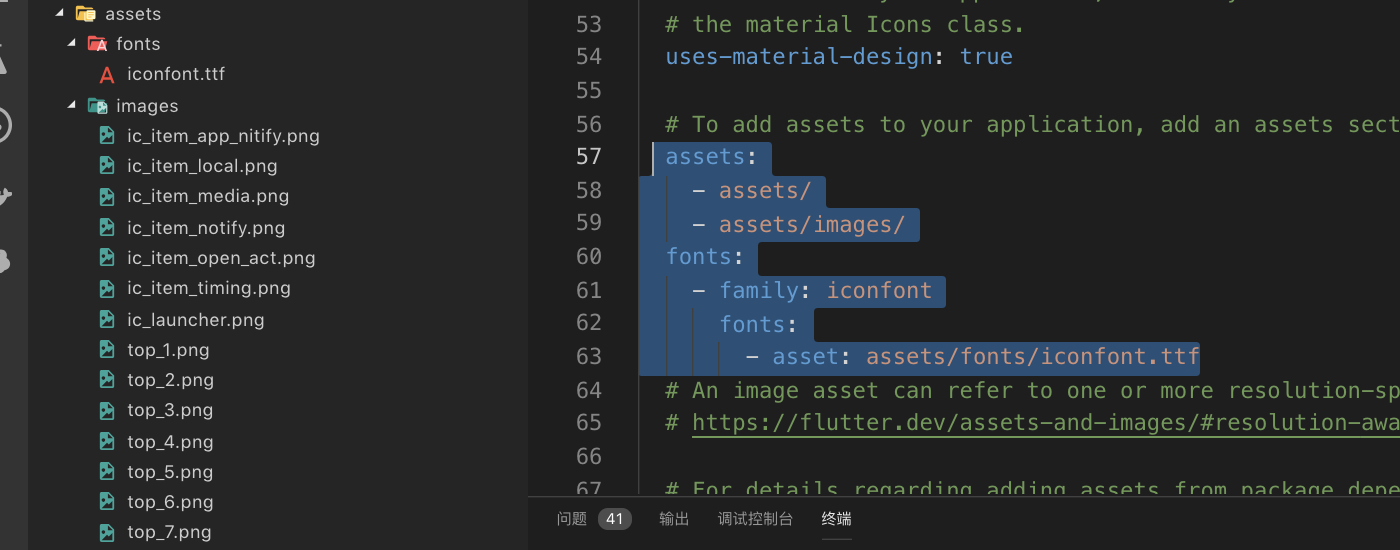 assets
fonts
iconfont.ttf
images
ic_item_app_nitify.png
ic_item_local.png
ic_item_media.png
ic_item_notify.png
ic_item_open_act.png
ic_item_timing.png
ic_launcher.png
top_1.png
top_2.png
top_3.png
top_4.png
top_5.png
top_6.png
top_7.png
53 # the material Icons class.
54 uses-material-design: true
55
56 # To add assets to your application, add an assets sect
57 assets:
58 - assets/
59 - assets/images/
60 fonts:
61 - family: iconfont
62 fonts:
63 - asset: assets/fonts/iconfont.ttf
64 # An image asset can refer to one or more resolution-sp
65 # https://flutter.dev/assets-and-images/#resolution-awa
66
67 # For details regarding adding assets from package depe
问题 41 输出 调试控制台 终端